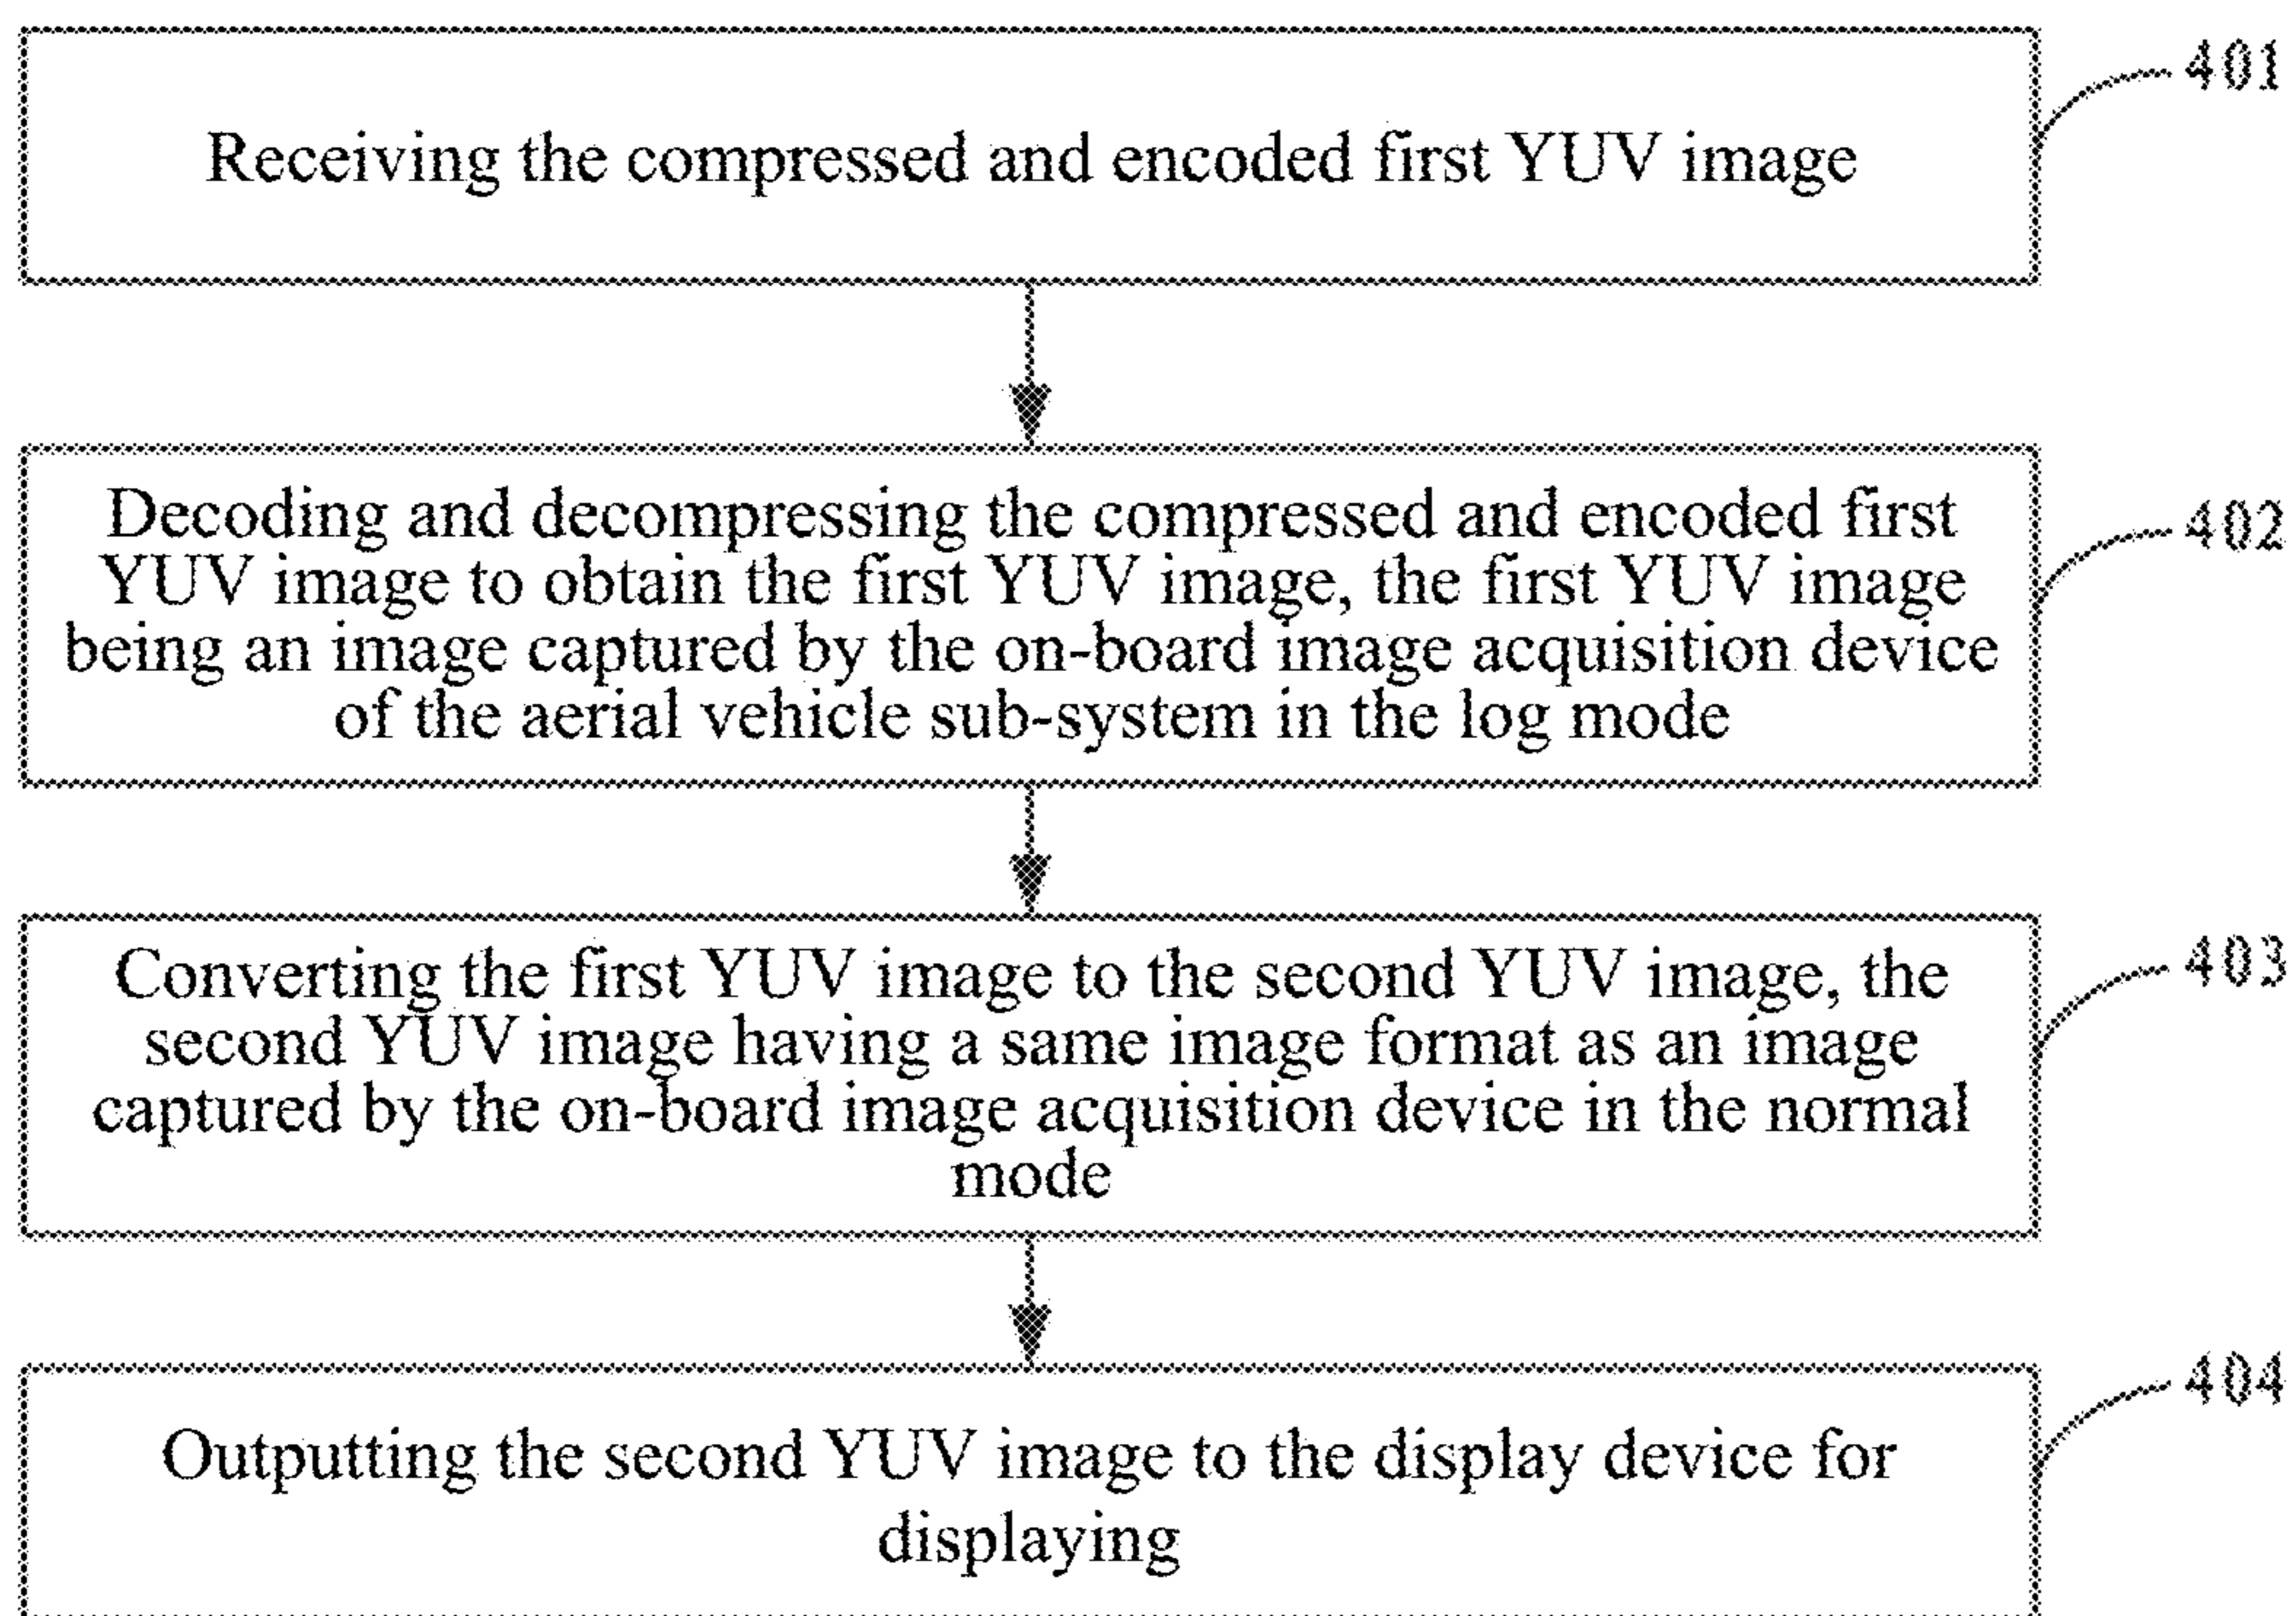 401
Receiving the compressed and encoded first YUV image
402
Decoding and decompressing the compressed and encoded first
YUV image to obtain the first YUV image, the first YUV image
being an image captured by the on-board image acquisition device
of the aerial vehicle sub-system in the log mode
403
Converting the first YUV image to the second YUV image, the
second YUV image having a same image format as an image
captured by the on-board image acquisition device in the normal
mode
404
Outputting the second YUV image to the display device for
displaying